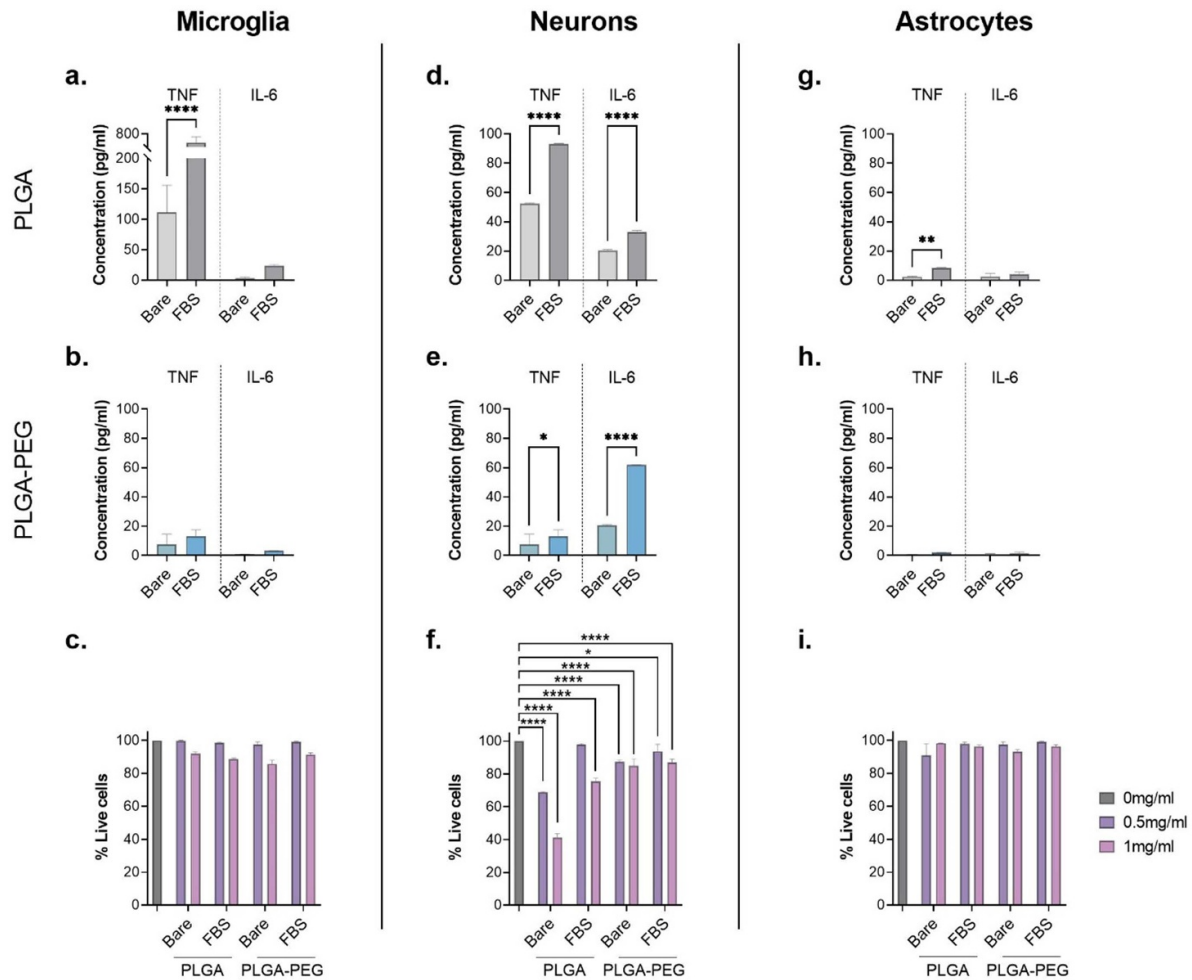 Microglia
Neurons
Astrocytes
PLGA
a.
TNF
IL-6
****
Concentration (pg/ml)
800
200
150
100
50
0
Bare
FBS
Bare
FBS
d.
TNF
IL-6
****
****
Concentration (pg/ml)
100
80
60
40
20
0
Bare
FBS
Bare
FBS
g.
TNF
IL-6
**
Concentration (pg/ml)
100
80
60
40
20
0
Bare
FBS
Bare
FBS
PLGA-PEG
b.
TNF
IL-6
Concentration (pg/ml)
100
80
60
40
20
0
Bare
FBS
Bare
FBS
e.
TNF
IL-6
*
****
Concentration (pg/ml)
100
80
60
40
20
0
Bare
FBS
Bare
FBS
h.
TNF
IL-6
Concentration (pg/ml)
100
80
60
40
20
0
Bare
FBS
Bare
FBS
c.
% Live cells
100
80
60
40
20
0
Bare
FBS
Bare
FBS
PLGA
PLGA-PEG
f.
****
*
****
****
****
****
****
% Live cells
100
80
60
40
20
0
Bare
FBS
Bare
FBS
PLGA
PLGA-PEG
i.
% Live cells
100
80
60
40
20
0
Bare
FBS
Bare
FBS
PLGA
PLGA-PEG
0mg/ml
0.5mg/ml
1mg/ml